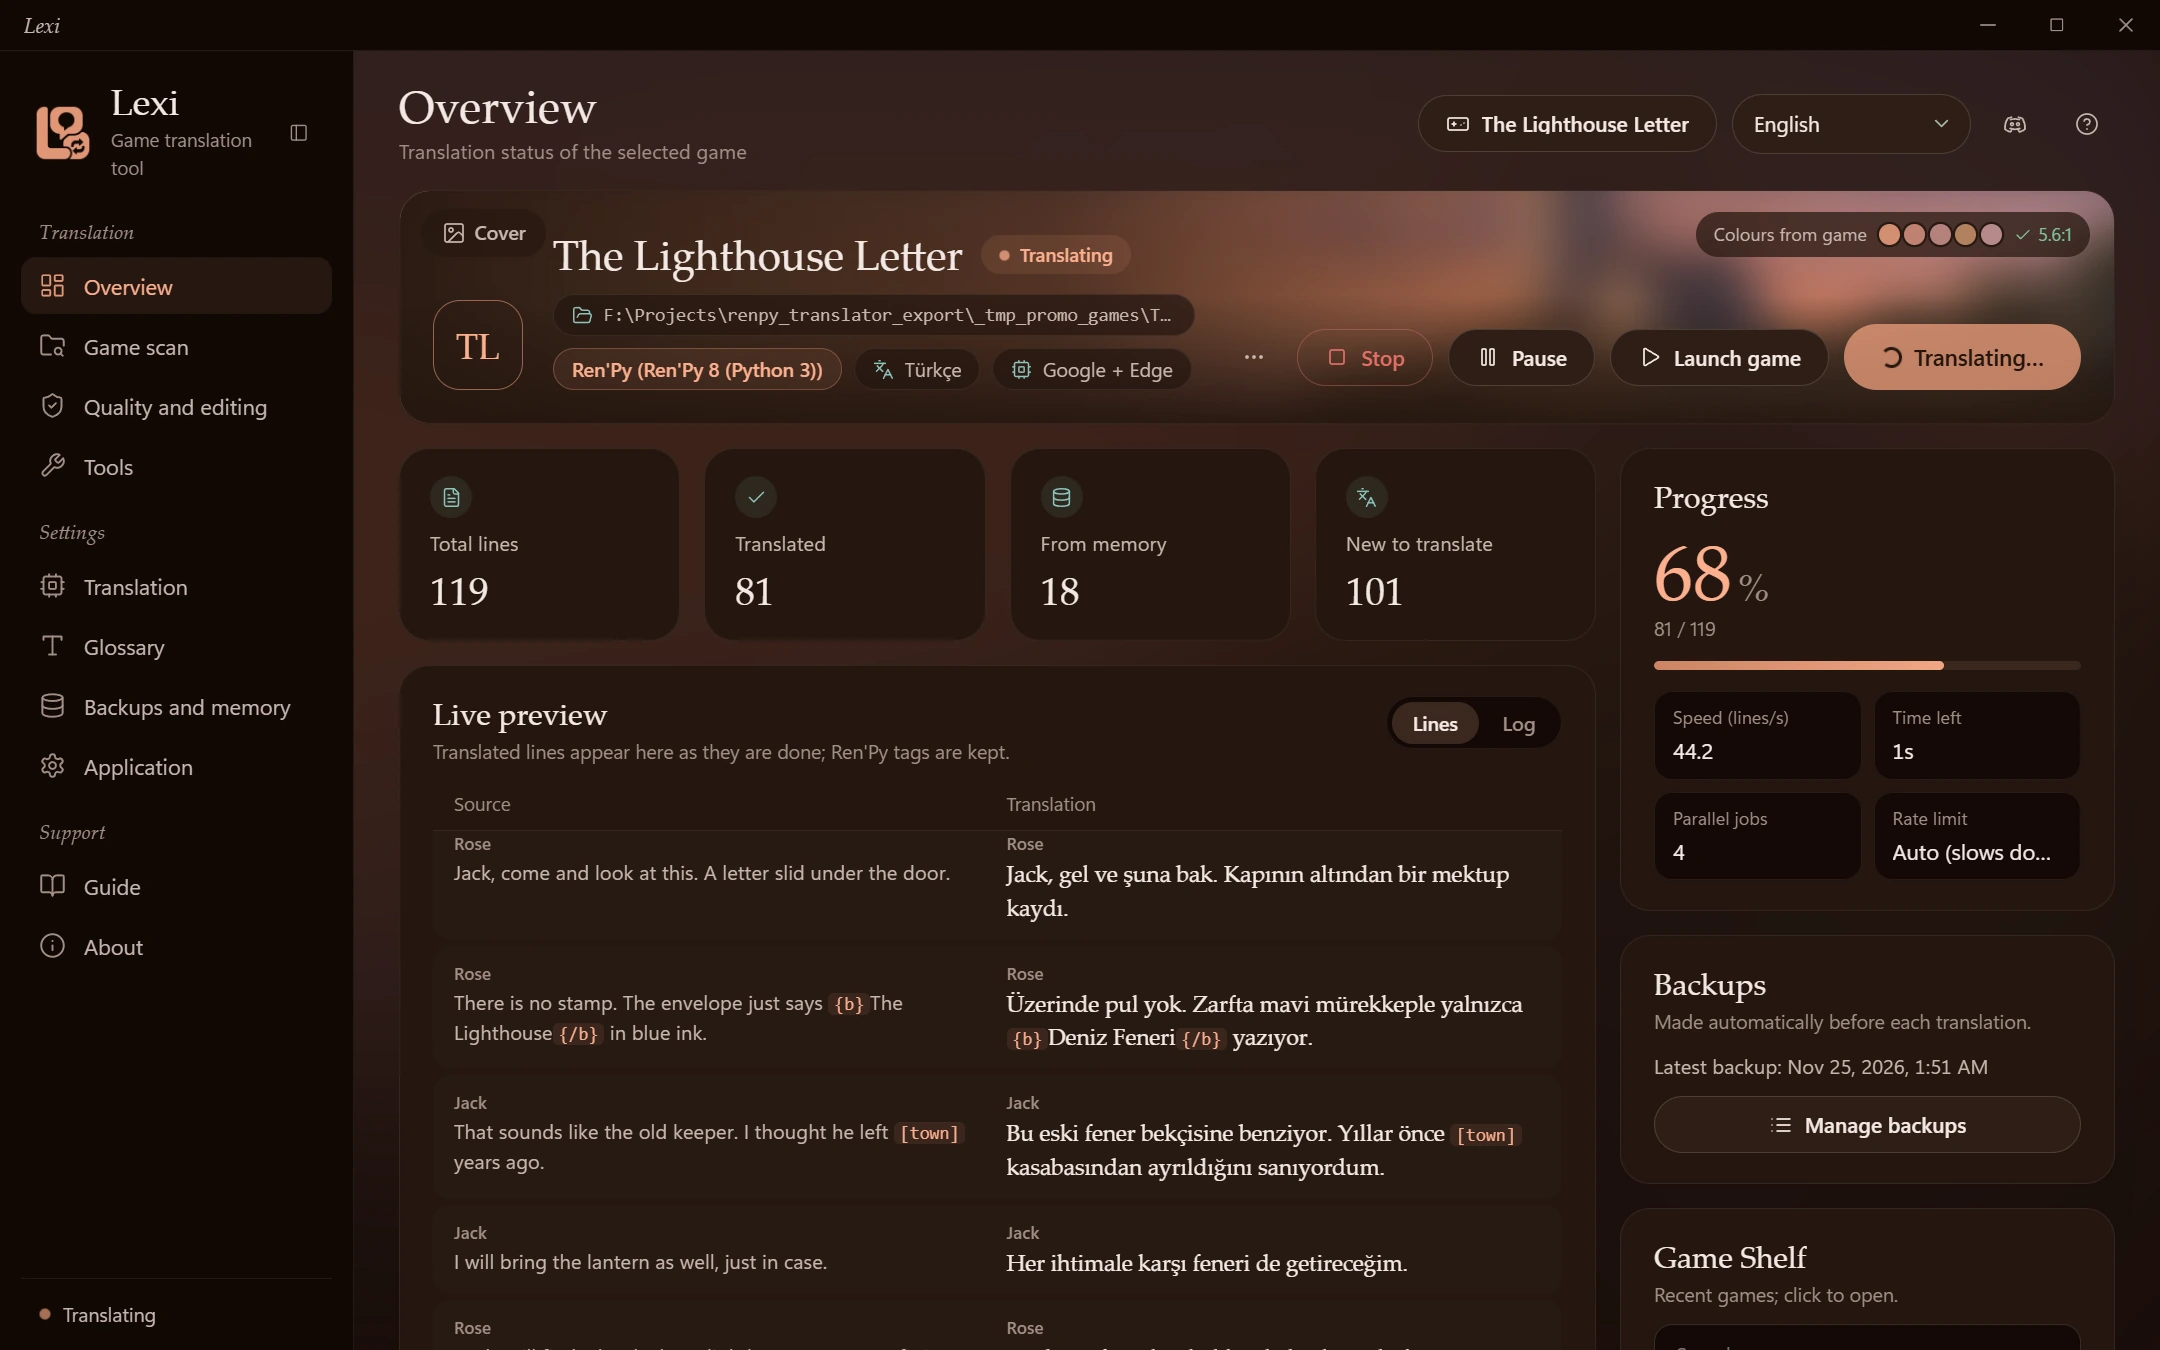 Lexi
Lexi
Game translation
tool
Translation
Overview
Game scan
Quality and editing
Tools
Settings
Translation
Glossary
Backups and memory
Application
Support
Guide
About
Translating
Overview
Translation status of the selected game
The Lighthouse Letter
English
Cover
The Lighthouse Letter
Translating
Colours from game
5.6:1
TL
F:\Projects\renpy_translator_export\_tmp_promo_games\T…
Ren'Py (Ren'Py 8 (Python 3))
Türkçe
Google + Edge
Stop
Pause
Launch game
Translating...
Total lines
119
Translated
81
From memory
18
New to translate
101
Live preview
Translated lines appear here as they are done; Ren'Py tags are kept.
Lines
Log
Source
Translation
Rose
Jack, come and look at this. A letter slid under the door.
Rose
Jack, gel ve şuna bak. Kapının altından bir mektup
kaydı.
Rose
There is no stamp. The envelope just says {b}The
Lighthouse{/b} in blue ink.
Rose
Üzerinde pul yok. Zarfta mavi mürekkeple yalnızca
{b}Deniz Feneri{/b} yazıyor.
Jack
That sounds like the old keeper. I thought he left [town]
years ago.
Jack
Bu eski fener bekçisine benziyor. Yıllar önce [town]
kasabasından ayrıldığını sanıyordum.
Jack
I will bring the lantern as well, just in case.
Jack
Her ihtimale karşı feneri de getireceğim.
Rose
Rose
Progress
68 %
81 / 119
Speed (lines/s)
44.2
Time left
1s
Parallel jobs
4
Rate limit
Auto (slows do...
Backups
Made automatically before each translation.
Latest backup: Nov 25, 2026, 1:51 AM
Manage backups
Game Shelf
Recent games; click to open.